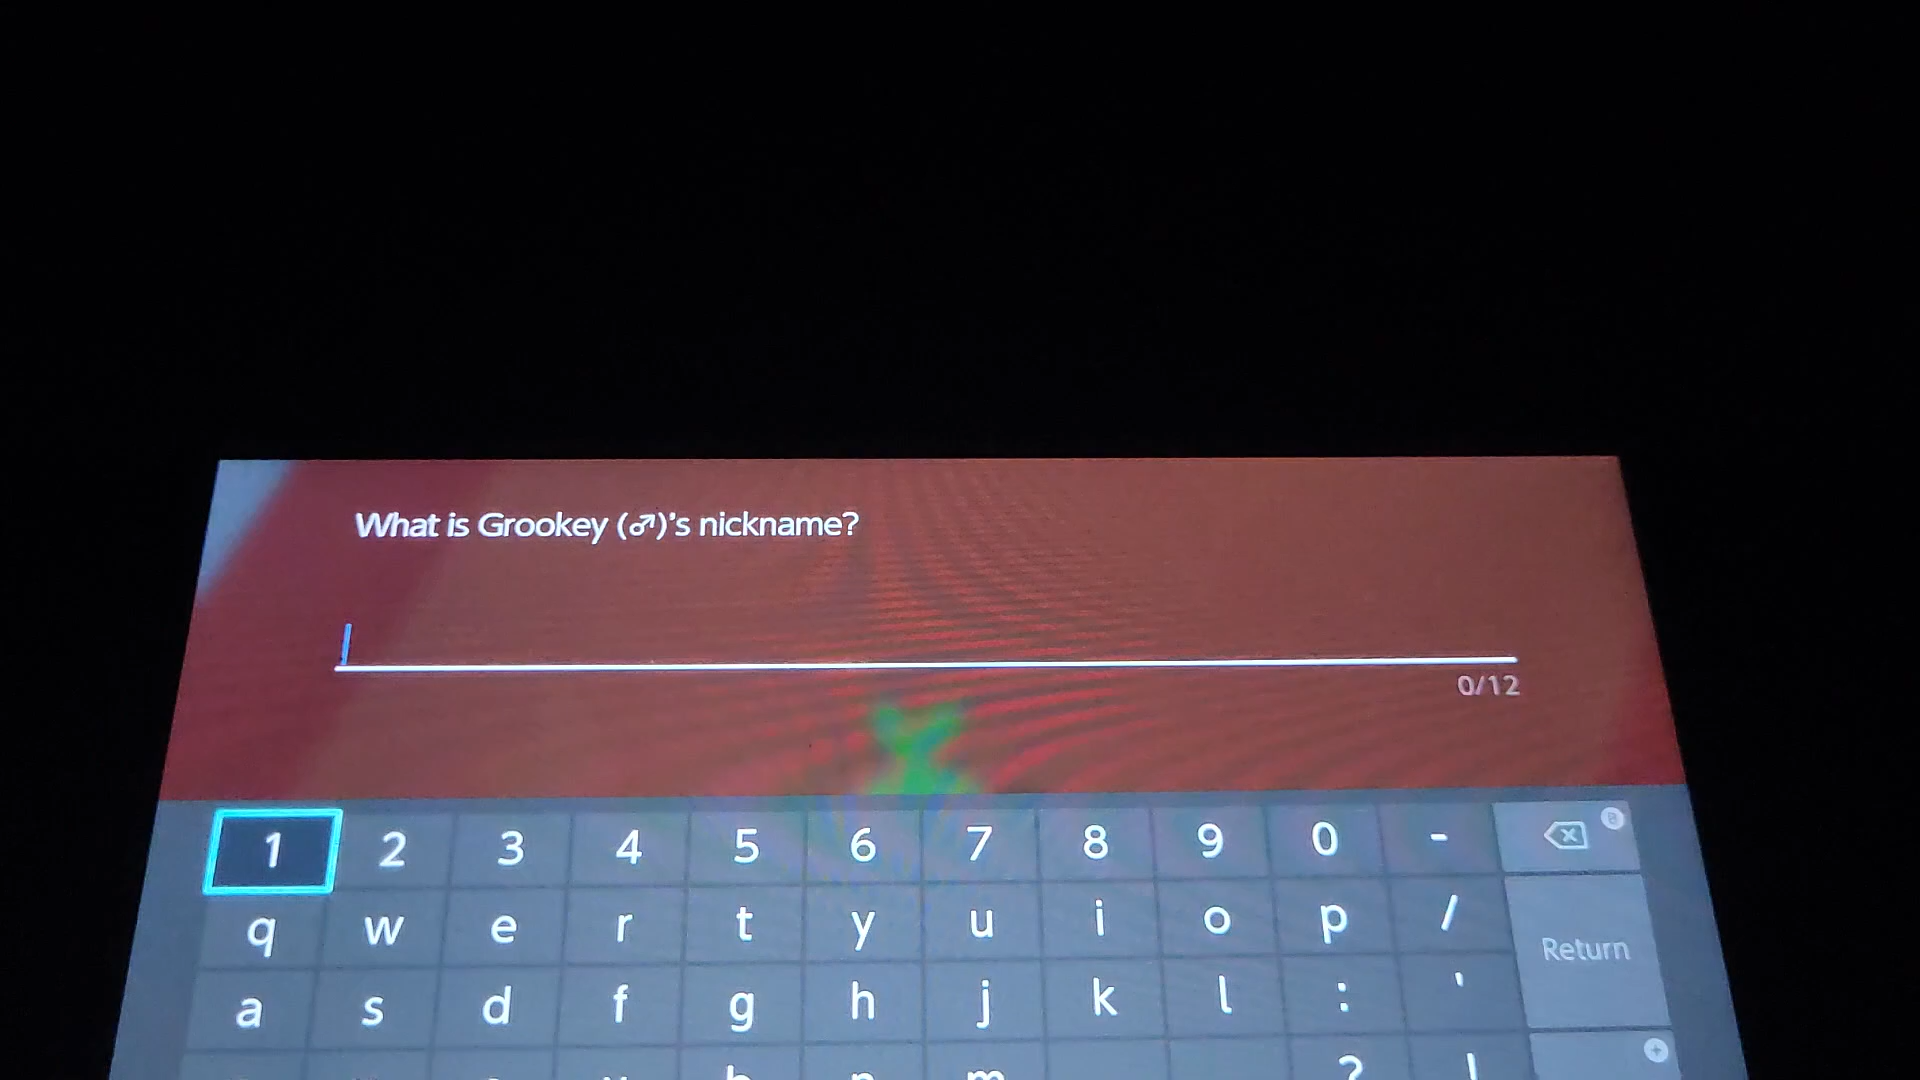 What is Grookey (♂)'s nickname?
0/12
1 2 3 4 5 6 7 8 9 0 -
q w e r t y u i o p /
Return
a s d f g h j k l : '
b n m ? !